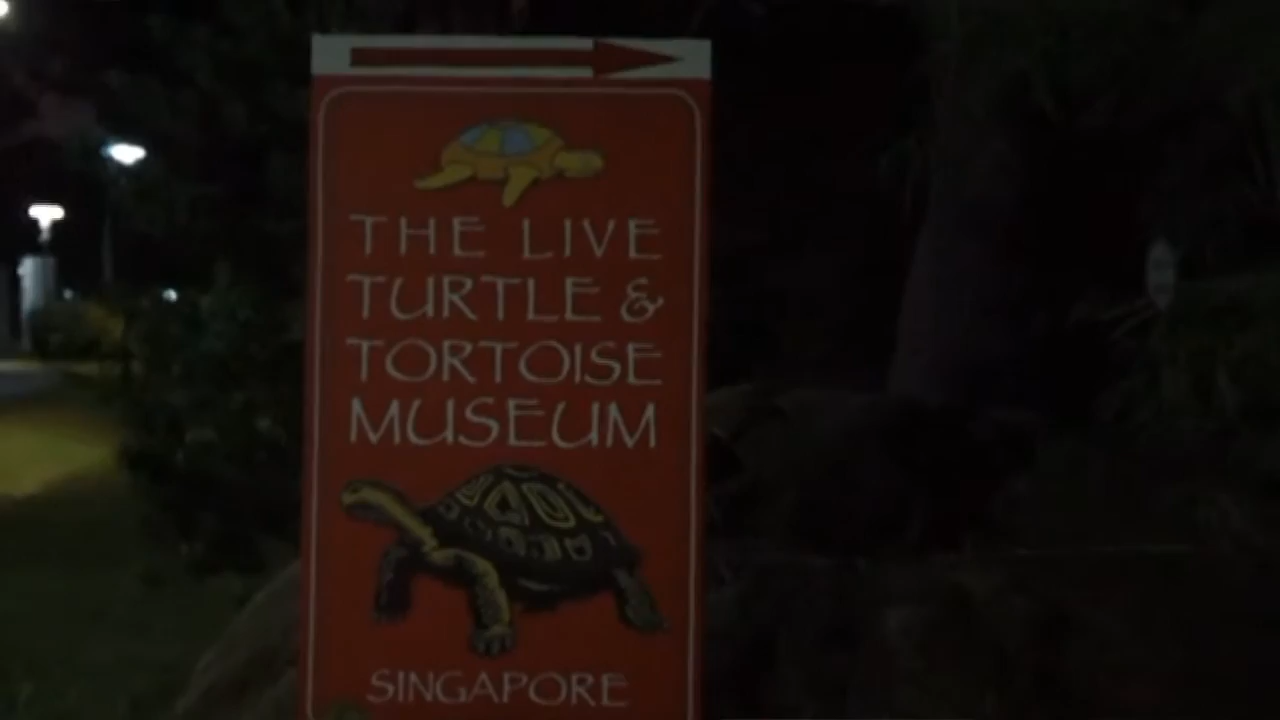 THE LIVE
TURTLE &
TORTOISE
MUSEUM
SINGAPORE